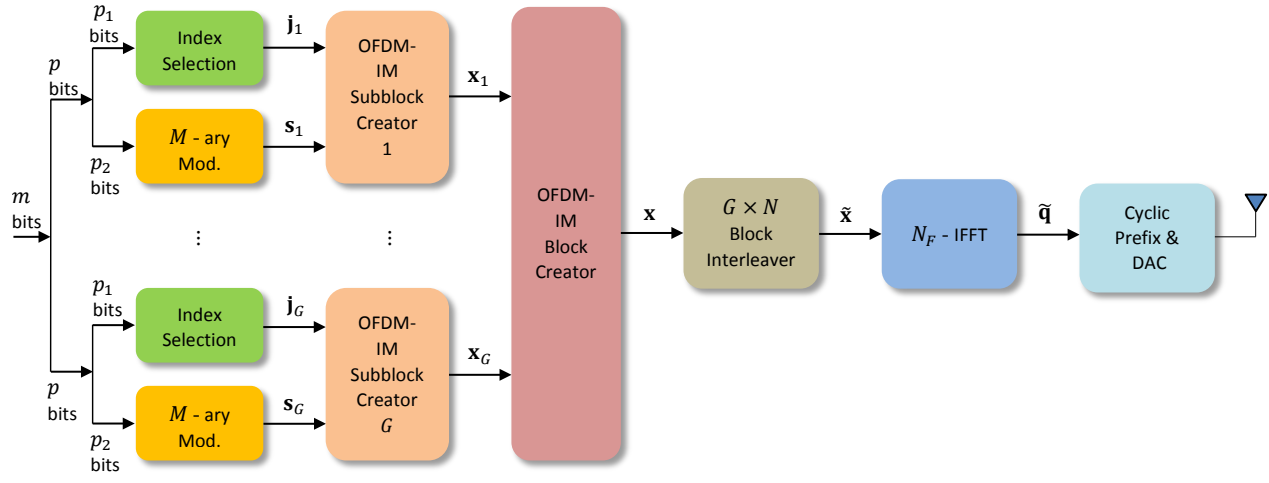 m
bits
p
bits
p₁
bits
Index
Selection
j₁
p₂
bits
M - ary
Mod.
s₁
OFDM-
IM
Subblock
Creator
1
x₁
⋮
⋮
p
bits
p₁
bits
Index
Selection
j_G
p₂
bits
M - ary
Mod.
s_G
OFDM-
IM
Subblock
Creator
G
x_G
OFDM-
IM
Block
Creator
x
G × N
Block
Interleaver
x̃
N_F - IFFT
q̃
Cyclic
Prefix &
DAC